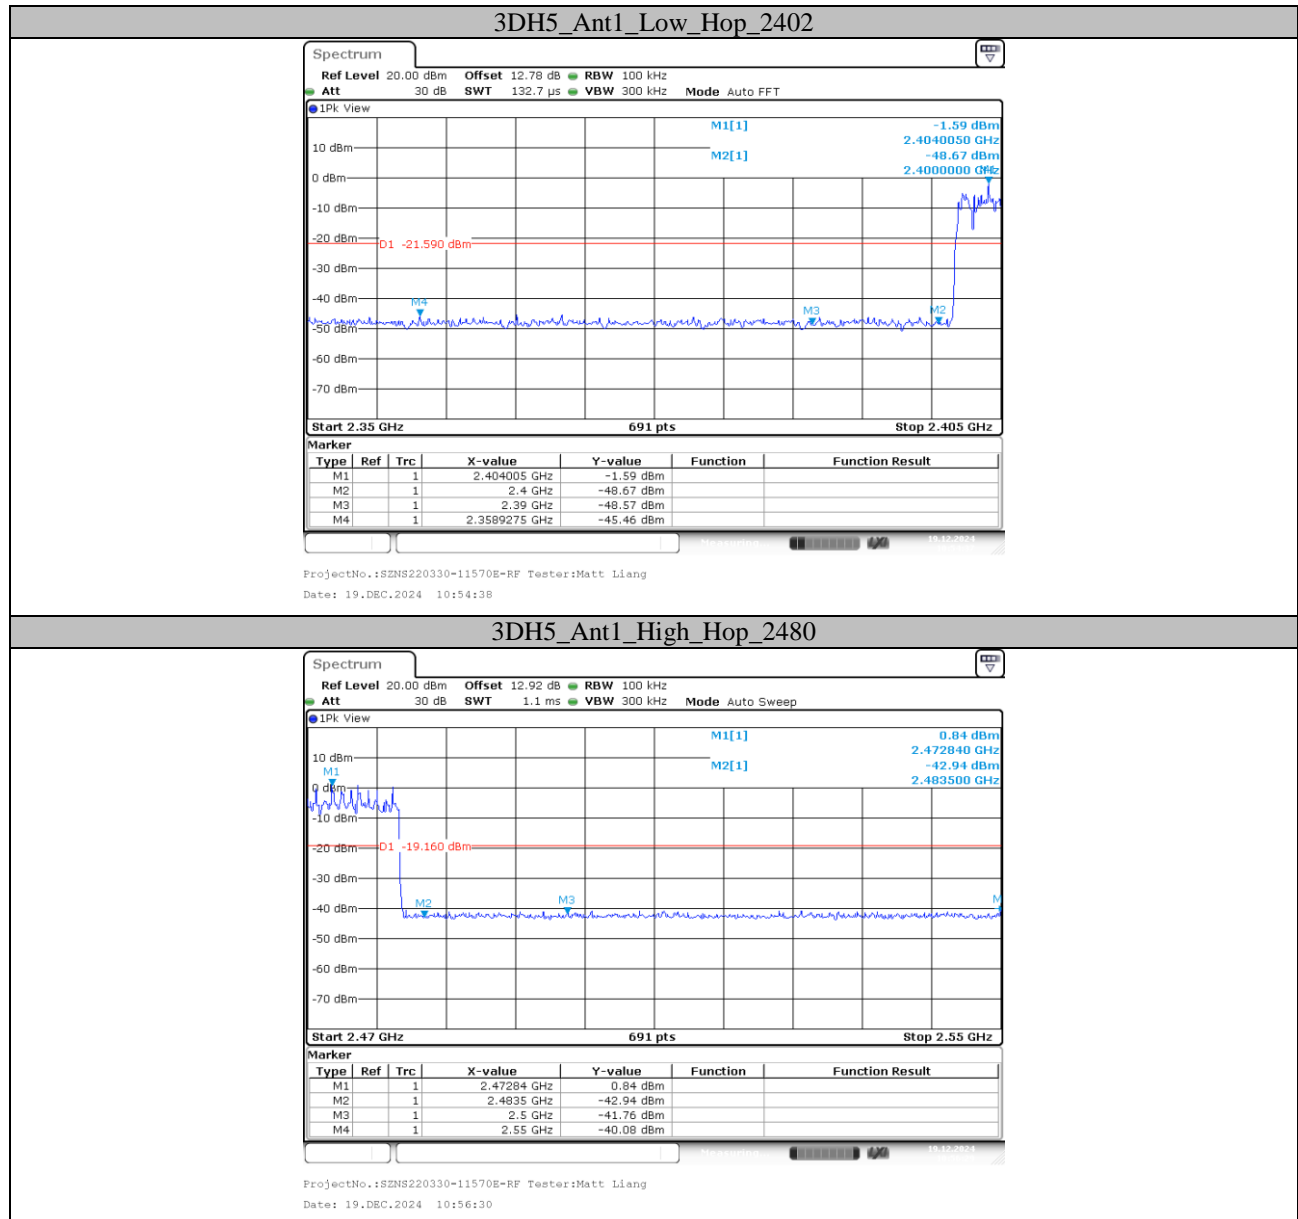 3DH5_Ant1_Low_Hop_2402
Spectrum
Ref Level 20.00 dBm Offset 12.78 dB RBW 100 kHz
Att 30 dB SWT 132.7 µs VBW 300 kHz Mode Auto FFT
1Pk View
M1[1] -1.59 dBm
2.4040050 GHz
10 dBm
M2[1] -48.67 dBm
2.4000000 GHz
M1
0 dBm
-10 dBm
-20 dBm
D1 -21.590 dBm
-30 dBm
-40 dBm
M4
M3
M2
-50 dBm
-60 dBm
-70 dBm
Start 2.35 GHz 691 pts Stop 2.405 GHz
Marker
Type Ref Trc X-value Y-value Function Function Result
M1 1 2.404005 GHz -1.59 dBm
M2 1 2.4 GHz -48.67 dBm
M3 1 2.39 GHz -48.57 dBm
M4 1 2.3589275 GHz -45.46 dBm
Measuring 19.12.2024
ProjectNo.:SZNS220330-11570E-RF Tester:Matt Liang
Date: 19.DEC.2024 10:54:38
3DH5_Ant1_High_Hop_2480
Spectrum
Ref Level 20.00 dBm Offset 12.92 dB RBW 100 kHz
Att 30 dB SWT 1.1 ms VBW 300 kHz Mode Auto Sweep
1Pk View
M1[1] 0.84 dBm
2.472840 GHz
10 dBm
M2[1] -42.94 dBm
M1
2.483500 GHz
0 dBm
-10 dBm
-20 dBm
D1 -19.160 dBm
-30 dBm
M2
M3
M
-40 dBm
-50 dBm
-60 dBm
-70 dBm
Start 2.47 GHz 691 pts Stop 2.55 GHz
Marker
Type Ref Trc X-value Y-value Function Function Result
M1 1 2.47284 GHz 0.84 dBm
M2 1 2.4835 GHz -42.94 dBm
M3 1 2.5 GHz -41.76 dBm
M4 1 2.55 GHz -40.08 dBm
Measuring 19.12.2024
ProjectNo.:SZNS220330-11570E-RF Tester:Matt Liang
Date: 19.DEC.2024 10:56:30